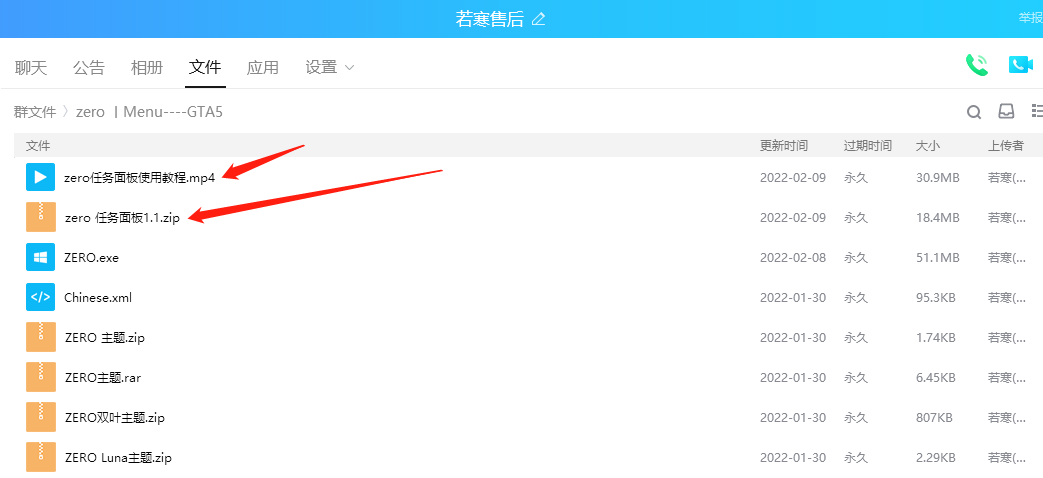 若寒售后
举报
聊天 公告 相册 文件 应用 设置
群文件 〉zero 丨Menu----GTA5
文件 更新时间 过期时间 大小 上传者
zero任务面板使用教程.mp4 2022-02-09 永久 30.9MB 若寒(...
zero 任务面板1.1.zip 2022-02-09 永久 18.4MB 若寒(...
ZERO.exe 2022-02-08 永久 51.1MB 若寒(...
Chinese.xml 2022-01-30 永久 95.3KB 若寒(...
ZERO 主题.zip 2022-01-30 永久 1.74KB 若寒(...
ZERO主题.rar 2022-01-30 永久 6.45KB 若寒(...
ZERO双叶主题.zip 2022-01-30 永久 807KB 若寒(...
ZERO Luna主题.zip 2022-01-30 永久 2.29KB 若寒(...